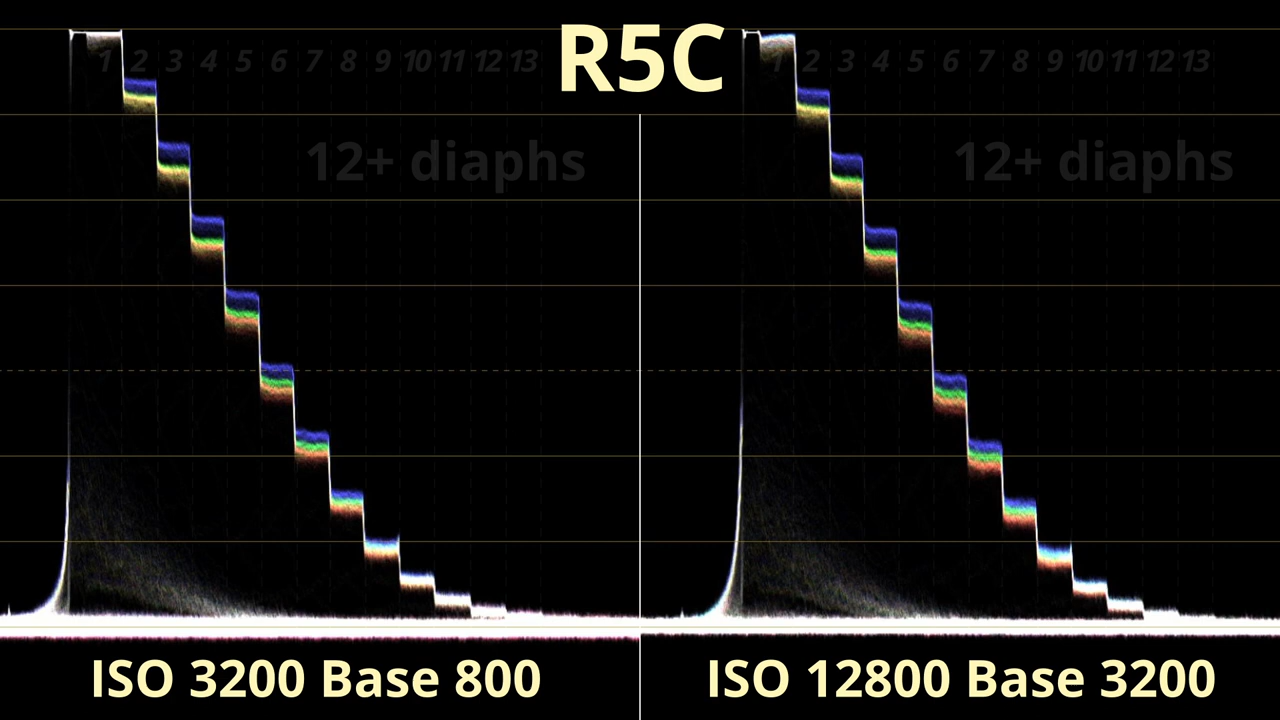 R5C
1 2 3 4 5 6 7 8 9 10 11 12 13
1 2 3 4 5 6 7 8 9 10 11 12 13
12+ diaphs
12+ diaphs
ISO 3200 Base 800
ISO 12800 Base 3200